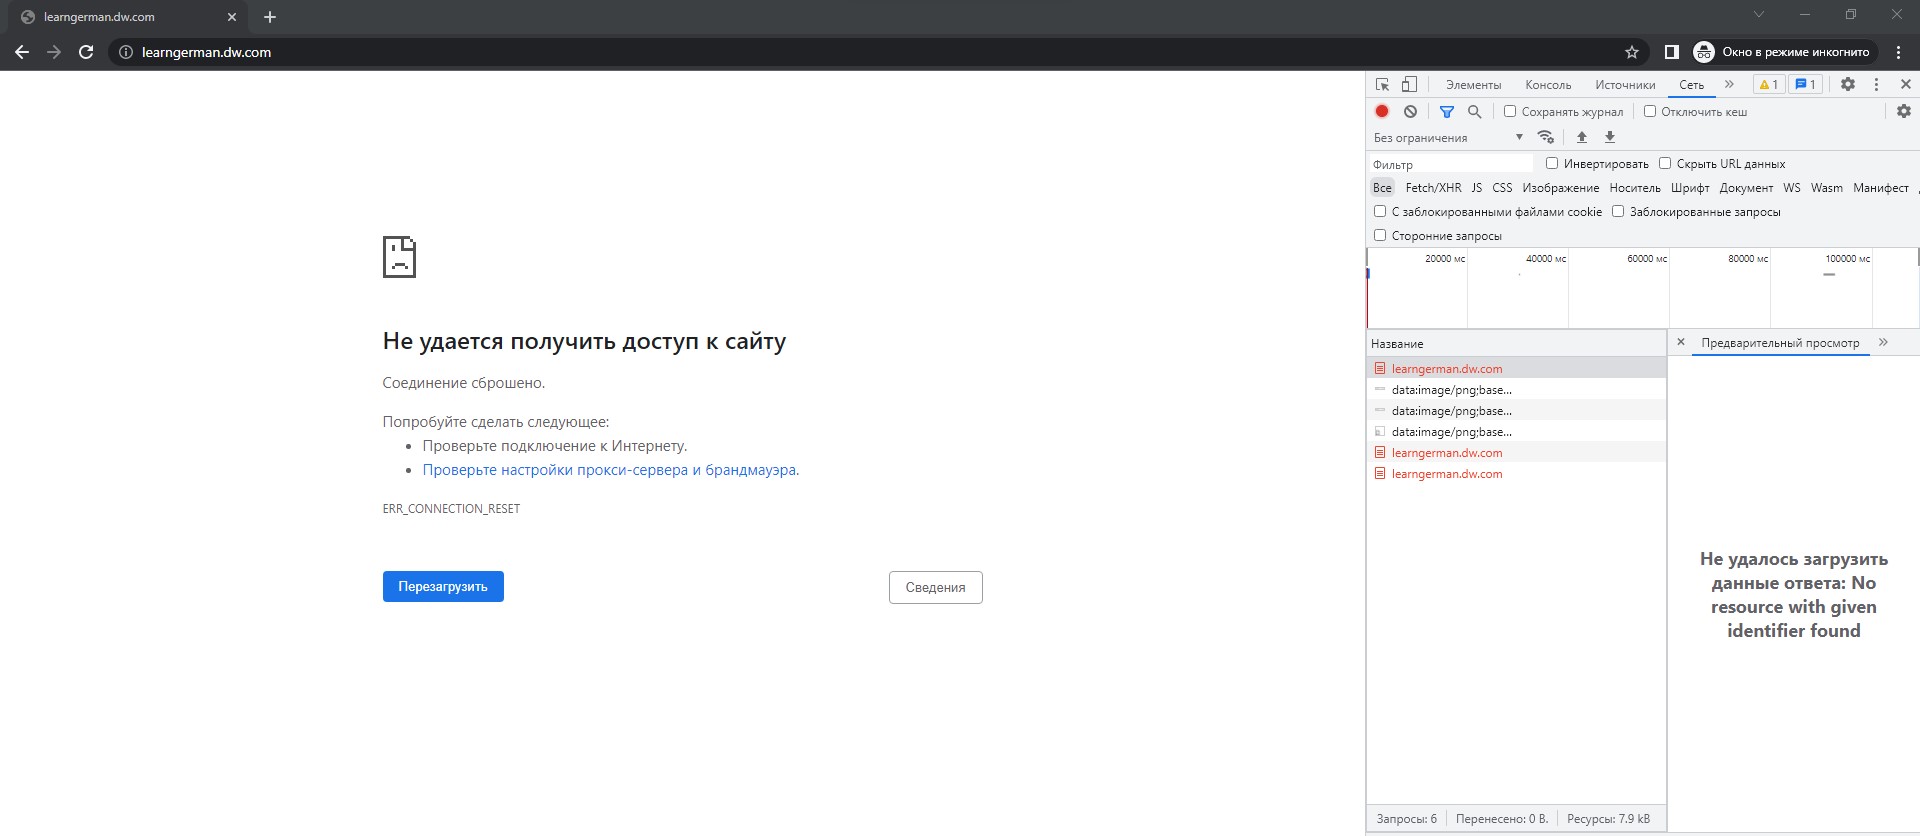 learngerman.dw.com
learngerman.dw.com
Окно в режиме инкогнито
Не удается получить доступ к сайту
Соединение сброшено.
Попробуйте сделать следующее:
Проверьте подключение к Интернету.
Проверьте настройки прокси-сервера и брандмауэра.
ERR_CONNECTION_RESET
Перезагрузить
Сведения
Элементы Консоль Источники Сеть 1 1
Сохранять журнал Отключить кеш
Без ограничения
Фильтр Инвертировать Скрыть URL данных
Все Fetch/XHR JS CSS Изображение Носитель Шрифт Документ WS Wasm Манифест
С заблокированными файлами cookie Заблокированные запросы
Сторонние запросы
20000 мс 40000 мс 60000 мс 80000 мс 100000 мс
Название
learngerman.dw.com
data:image/png;base...
data:image/png;base...
data:image/png;base...
learngerman.dw.com
learngerman.dw.com
Предварительный просмотр
Не удалось загрузить
данные ответа: No
resource with given
identifier found
Запросы: 6 Перенесено: 0 B. Ресурсы: 7.9 kB